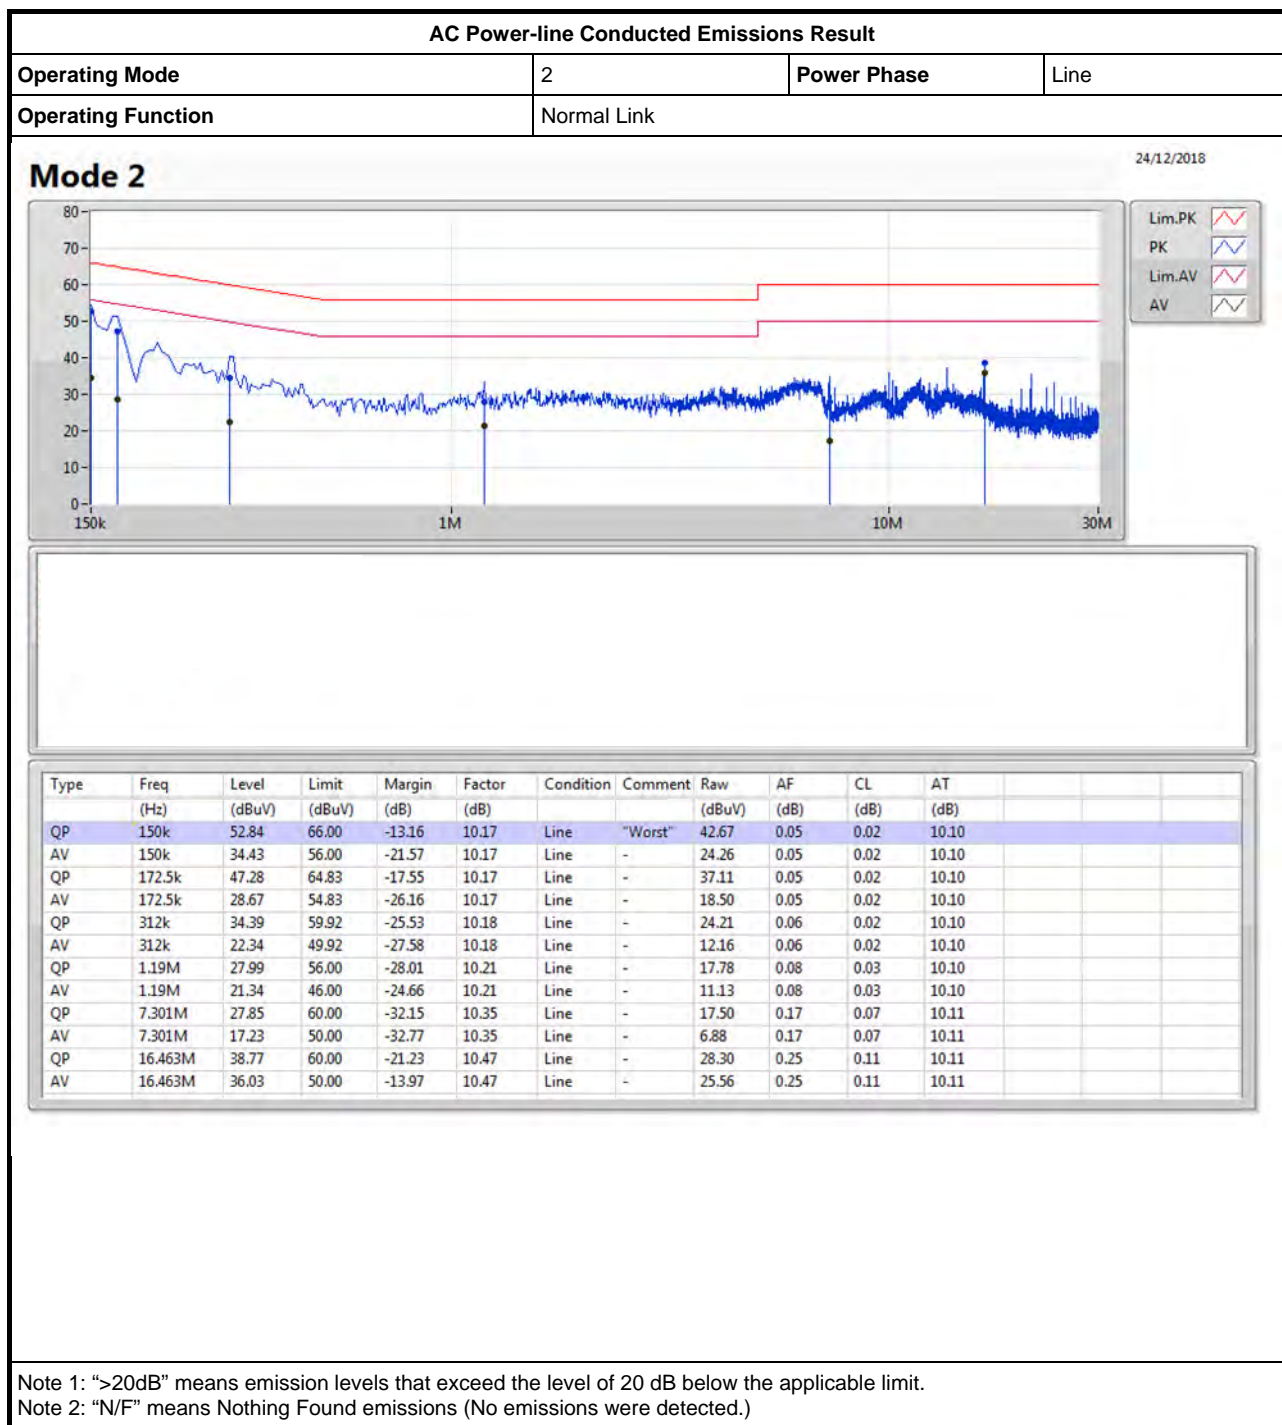 AC Power-line Conducted Emissions Result
Operating Mode 2 Power Phase Line
Operating Function Normal Link
24/12/2018
Mode 2
80
70
60
50
40
30
20
10
0
150k 1M 10M 30M
Lim.PK
PK
Lim.AV
AV
Type Freq Level Limit Margin Factor Condition Comment Raw AF CL AT
(Hz) (dBuV) (dBuV) (dB) (dB) (dBuV) (dB) (dB) (dB)
QP 150k 52.84 66.00 -13.16 10.17 Line "Worst" 42.67 0.05 0.02 10.10
AV 150k 34.43 56.00 -21.57 10.17 Line - 24.26 0.05 0.02 10.10
QP 172.5k 47.28 64.83 -17.55 10.17 Line - 37.11 0.05 0.02 10.10
AV 172.5k 28.67 54.83 -26.16 10.17 Line - 18.50 0.05 0.02 10.10
QP 312k 34.39 59.92 -25.53 10.18 Line - 24.21 0.06 0.02 10.10
AV 312k 22.34 49.92 -27.58 10.18 Line - 12.16 0.06 0.02 10.10
QP 1.19M 27.99 56.00 -28.01 10.21 Line - 17.78 0.08 0.03 10.10
AV 1.19M 21.34 46.00 -24.66 10.21 Line - 11.13 0.08 0.03 10.10
QP 7.301M 27.85 60.00 -32.15 10.35 Line - 17.50 0.17 0.07 10.11
AV 7.301M 17.23 50.00 -32.77 10.35 Line - 6.88 0.17 0.07 10.11
QP 16.463M 38.77 60.00 -21.23 10.47 Line - 28.30 0.25 0.11 10.11
AV 16.463M 36.03 50.00 -13.97 10.47 Line - 25.56 0.25 0.11 10.11
Note 1: “>20dB” means emission levels that exceed the level of 20 dB below the applicable limit.
Note 2: “N/F” means Nothing Found emissions (No emissions were detected.)